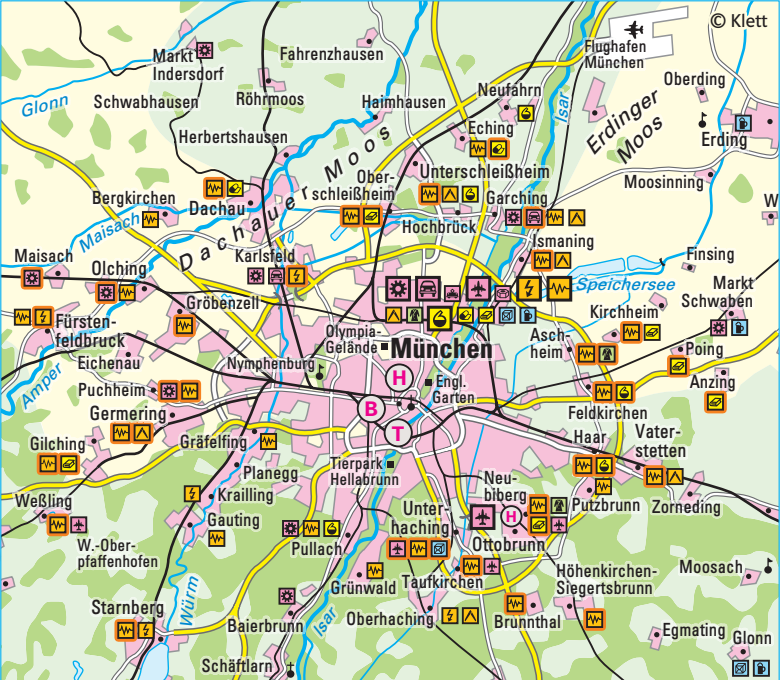 © Klett
Flughafen
München
Markt
Indersdorf
Fahrenzhausen
Glonn
Schwabhausen
Röhrmoos
Haimhausen
Neufahrn
Isar
Oberding
Erdinger
Moos
Erding
Herbertshausen
Eching
Dachauer Moos
Ober-
schleißheim
Unterschleißheim
Garching
Moosinning
Bergkirchen
Dachau
Maisach
Hochbrück
W
Ismaning
Maisach
Olching
Karlsfeld
Finsing
Speichersee
Markt
Schwaben
Gröbenzell
Kirchheim
Fürsten-
feldbruck
Olympia-
Gelände
München
Asch
heim
Poing
Eichenau
Nymphenburg
Amper
H
Engl.
Garten
Anzing
Puchheim
B
Feldkirchen
Germering
T
Gräfelfing
Haar
Vater-
stetten
Gilching
Planegg
Tierpark
Hellabrunn
Krailling
Neu-
biberg
Putzbrunn
Zorneding
Weßling
Gauting
Unter-
haching
H
W.-Ober-
pfaffenhofen
Pullach
Ottobrunn
Grünwald
Taufkirchen
Höhenkirchen-
Siegertsbrunn
Moosach
Würm
Starnberg
Baierbrunn
Isar
Oberhaching
Brunnthal
Egmating
Glonn
Schäftlarn